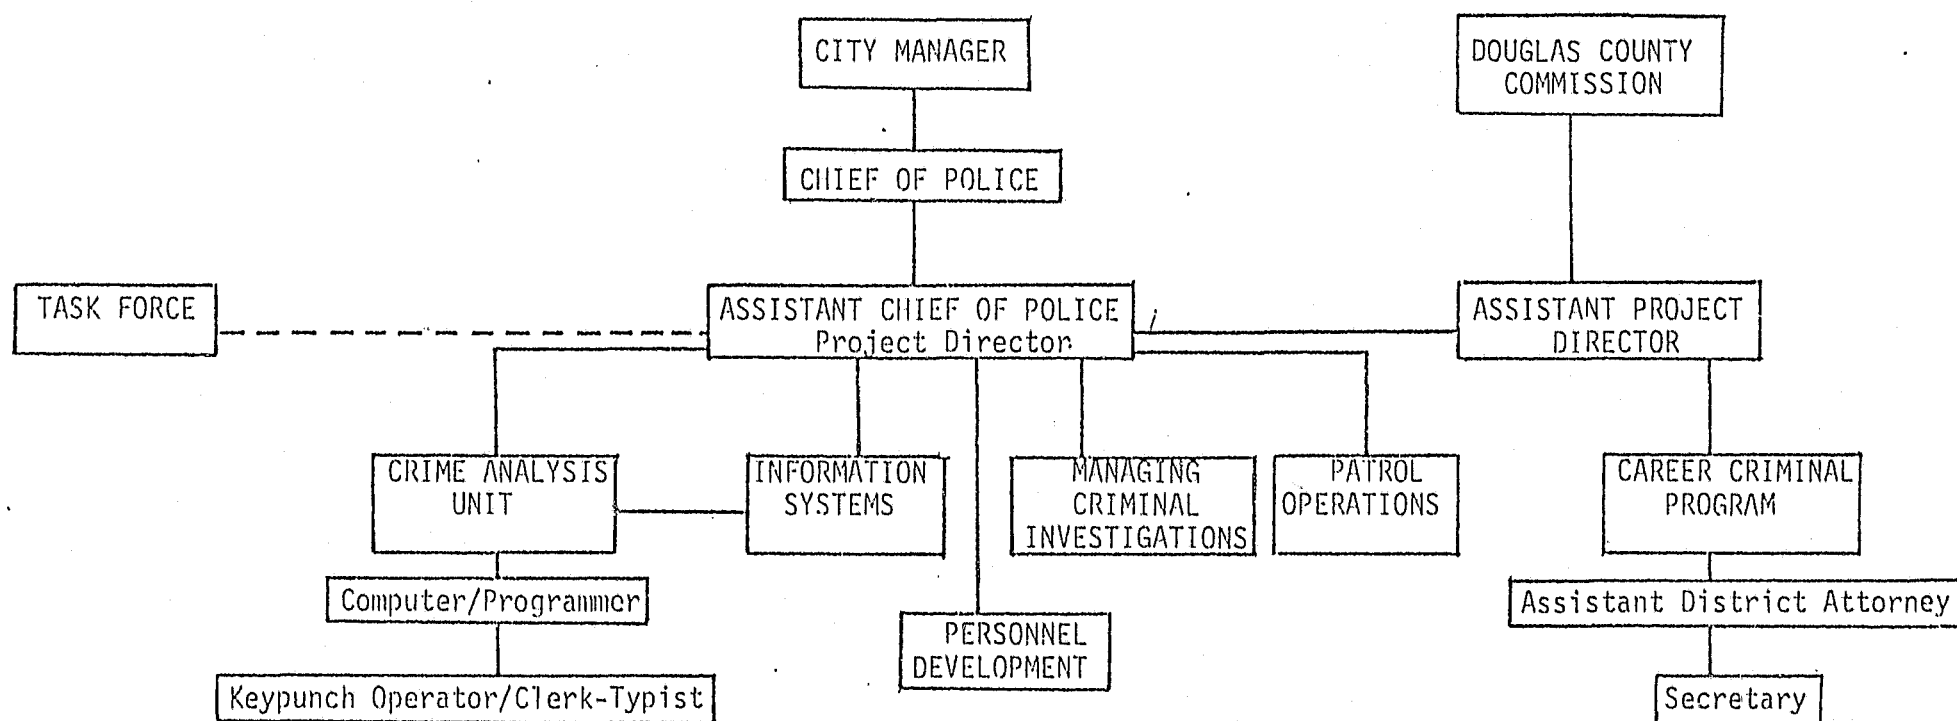 CITY MANAGER
DOUGLAS COUNTY
COMMISSION
CHIEF OF POLICE
TASK FORCE
ASSISTANT CHIEF OF POLICE
Project Director
ASSISTANT PROJECT
DIRECTOR
CRIME ANALYSIS
UNIT
INFORMATION
SYSTEMS
MANAGING
CRIMINAL
INVESTIGATIONS
PATROL
OPERATIONS
CAREER CRIMINAL
PROGRAM
Computer/Programmer
Assistant District Attorney
PERSONNEL
DEVELOPMENT
Keypunch Operator/Clerk-Typist
Secretary